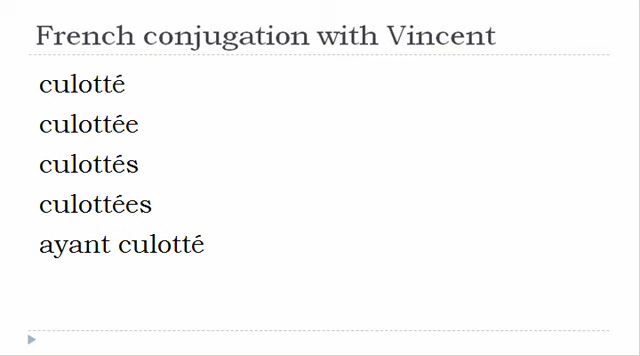 French conjugation with Vincent
culotté
culottée
culottés
culottées
ayant culotté